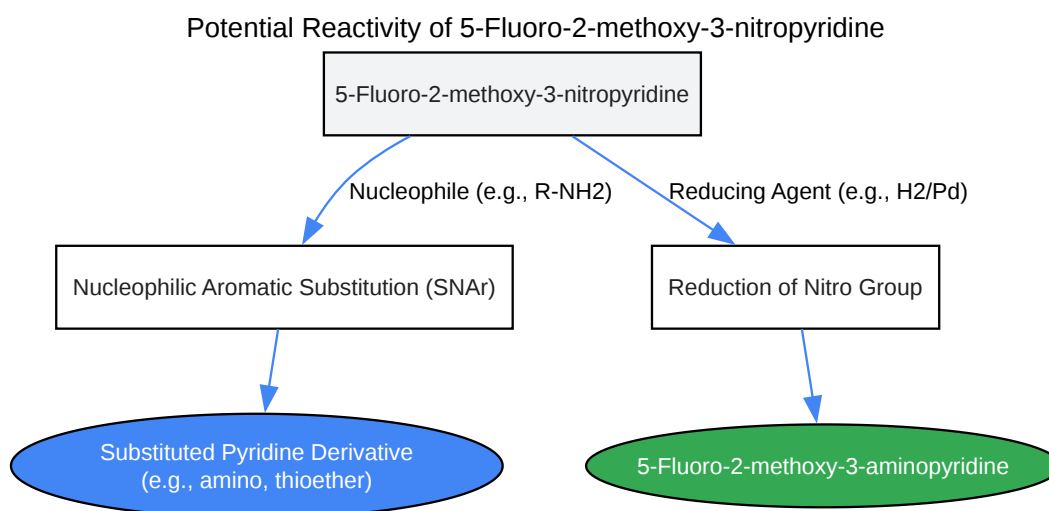 Potential Reactivity of 5-Fluoro-2-methoxy-3-nitropyridine
5-Fluoro-2-methoxy-3-nitropyridine
Nucleophile (e.g., R-NH2)
Reducing Agent (e.g., H2/Pd)
Nucleophilic Aromatic Substitution (SNAr)
Reduction of Nitro Group
Substituted Pyridine Derivative
(e.g., amino, thioether)
5-Fluoro-2-methoxy-3-aminopyridine